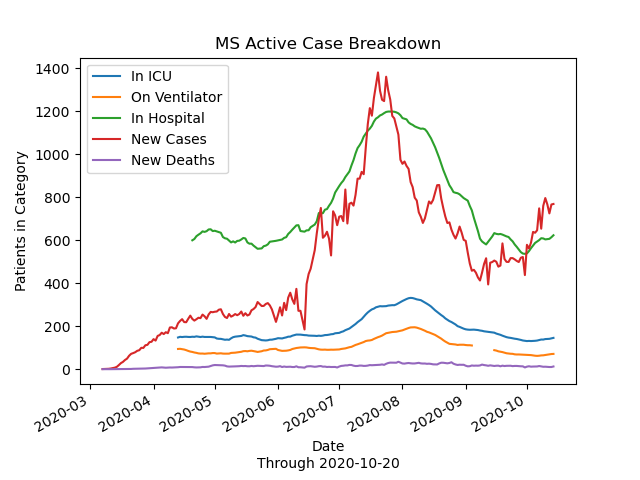 MS Active Case Breakdown
1400
1200
1000
800
600
400
200
0
Patients in Category
In ICU
On Ventilator
In Hospital
New Cases
New Deaths
2020-03
2020-04
2020-05
2020-06
2020-07
2020-08
2020-09
2020-10
Date
Through 2020-10-20